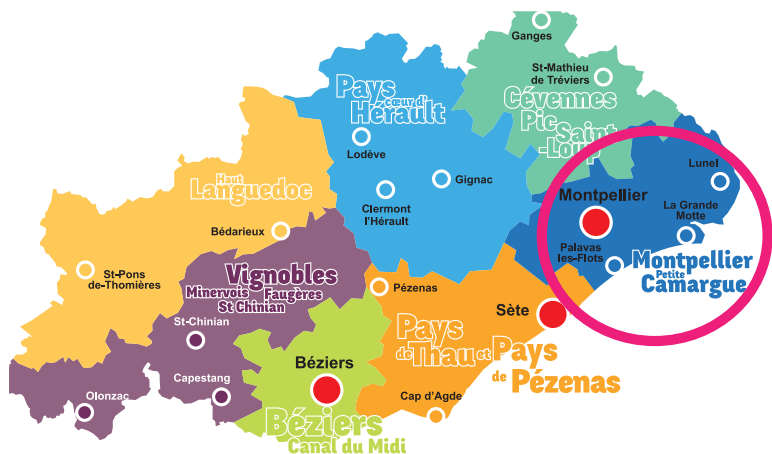 Ganges
St-Mathieu
de Tréviers
Cévennes
Pic
Saint
-Loup
Pays
cœur d'
Hérault
Lodève
Gignac
Clermont
l'Hérault
Lunel
Montpellier
La Grande
Motte
Palavas
les-Flots
Montpellier
Petite
Camargue
Haut
Languedoc
Bédarieux
St-Pons
de-Thomières
Vignobles
Minervois Faugères
St Chinian
St-Chinian
Capestang
Olonzac
Pézenas
Sète
Pays
de Thau et Pays
de Pézenas
Cap d'Agde
Béziers
Béziers
Canal du Midi